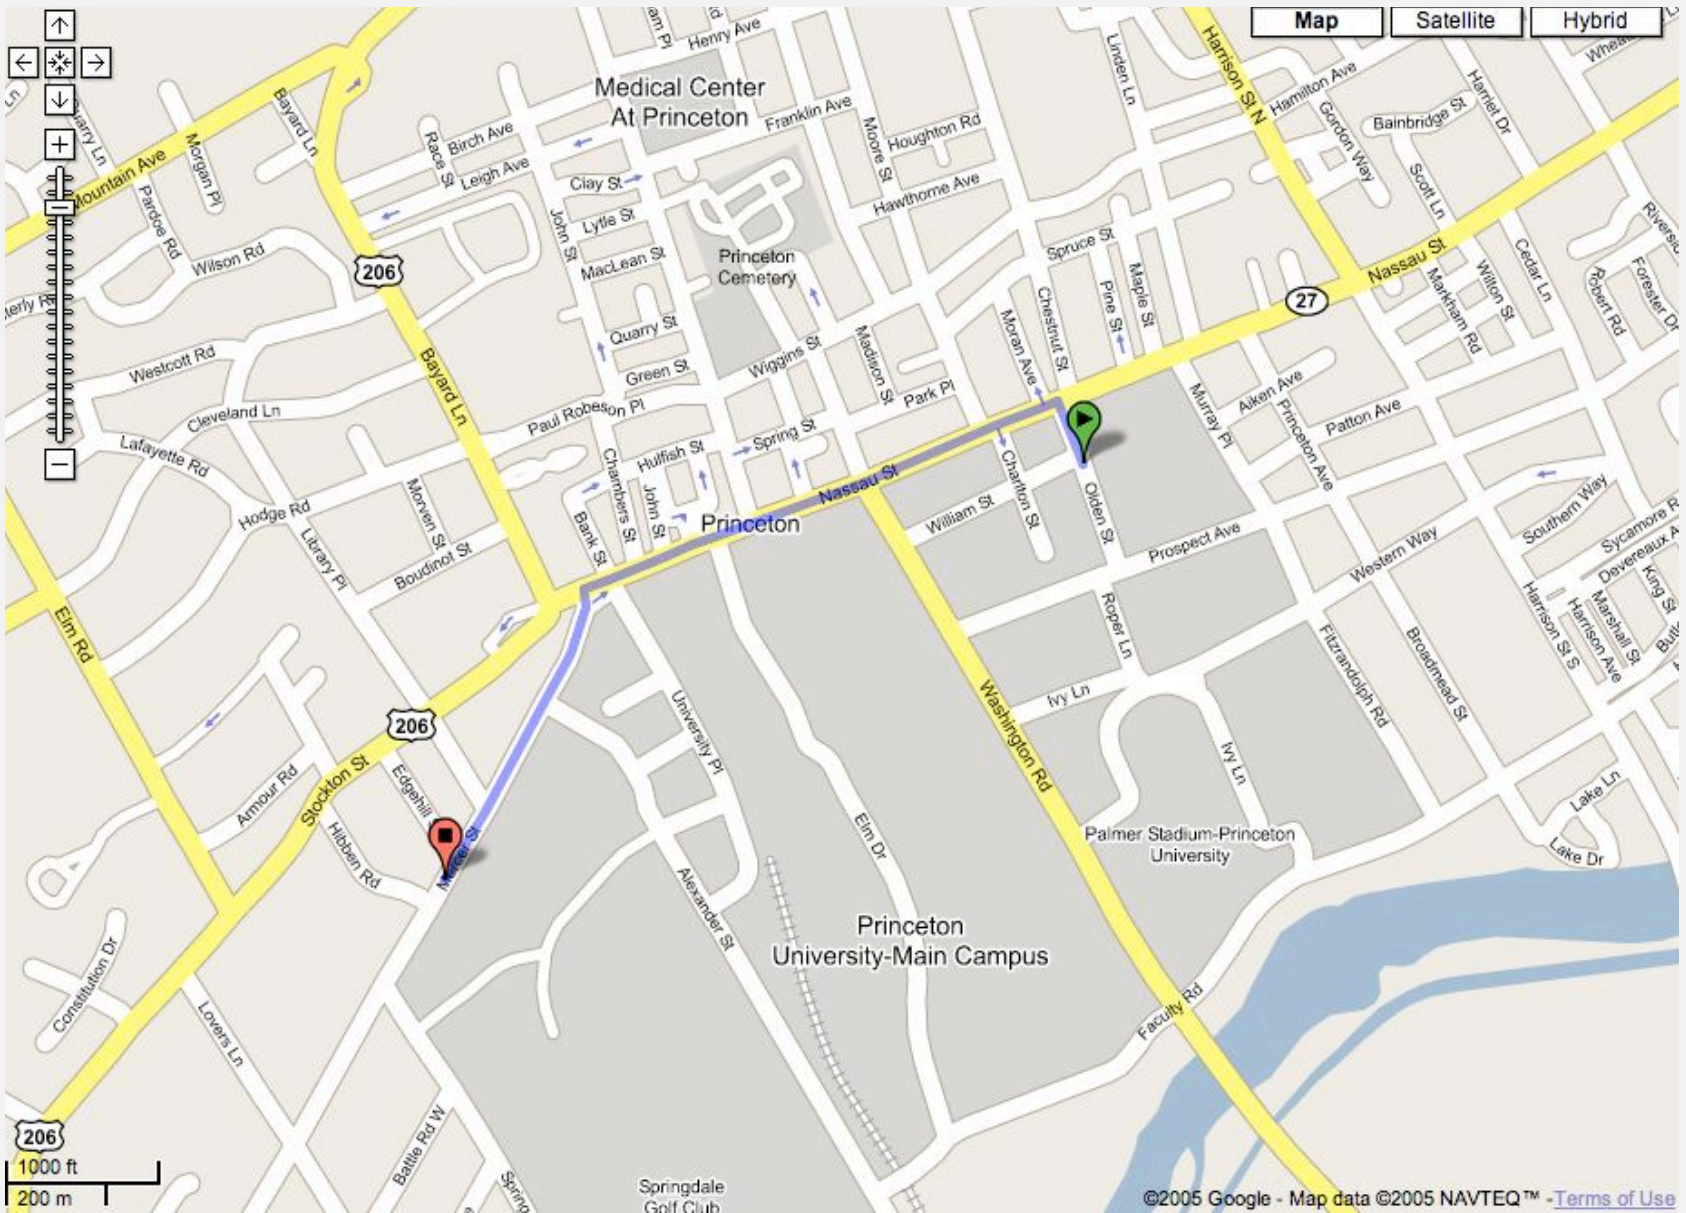 Map
Satellite
Hybrid
Henry Ave
Linden Ln
Harrison St N
Hamilton Ave
Harriet Dr
Gordon Way
Bainbridge St
Medical Center
At Princeton
Franklin Ave
Moore St
Houghton Rd
Hawthorne Ave
Scott Ln
Bayard Ln
Race St
Birch Ave
Leigh Ave
Clay St
Lytle St
MacLean St
John St
Mountain Ave
Morgan Pl
Pardoe Rd
Wilson Rd
206
Princeton
Cemetery
Spruce St
Maple St
Pine St
Chestnut St
Moran Ave
Nassau St
27
Cedar Ln
Wilton St
Markham Rd
Robert Rd
Forester Dr
Westcott Rd
Cleveland Ln
Lafayette Rd
Bayard Ln
Quarry St
Green St
Paul Robeson Pl
Wiggins St
Madison St
Park Pl
Murray Pl
Aiken Ave
Princeton Ave
Patton Ave
Hodge Rd
Library Pl
Morven St
Boudinot St
Hulfish St
Spring St
Chambers St
John St
Bank St
Princeton
Nassau St
William St
Charlton St
Olden St
Prospect Ave
Western Way
Southern Way
Sycamore R
Devereaux A
King St
Marshall St
Harrison Ave
Harrison St S
Elm Rd
Roper Ln
Fitzrandolph Rd
Broadmead St
Ivy Ln
Ivy Ln
Washington Rd
University Pl
206
Stockton St
Armour Rd
Edgehill
Hibben Rd
Mercer St
Elm Dr
Alexander St
Palmer Stadium-Princeton
University
Lake Ln
Lake Dr
Princeton
University-Main Campus
Faculty Rd
Constitution Dr
Lovers Ln
Battle Rd W
206
1000 ft
200 m
Springdale
Golf Club
©2005 Google - Map data ©2005 NAVTEQ™ - Terms of Use